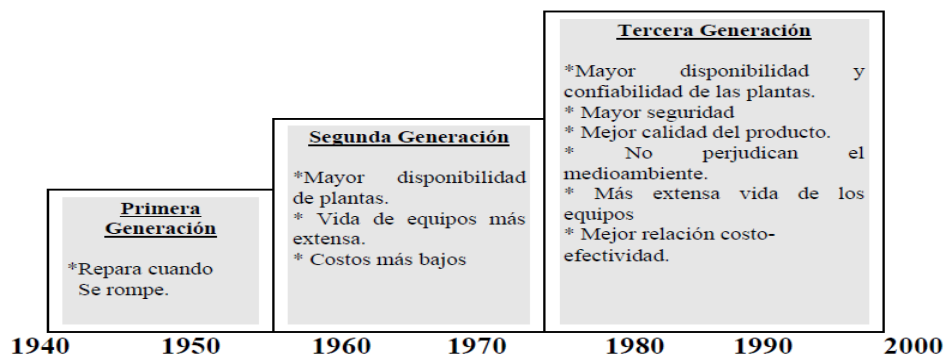 Primera
Generación
*Repara cuando
Se rompe.
Segunda Generación
*Mayor disponibilidad
de plantas.
* Vida de equipos más
extensa.
* Costos más bajos
Tercera Generación
*Mayor disponibilidad y
confiabilidad de las plantas.
* Mayor seguridad
* Mejor calidad del producto.
* No perjudican el
medioambiente.
* Más extensa vida de los
equipos
* Mejor relación costo-
efectividad.
1940 1950 1960 1970 1980 1990 2000